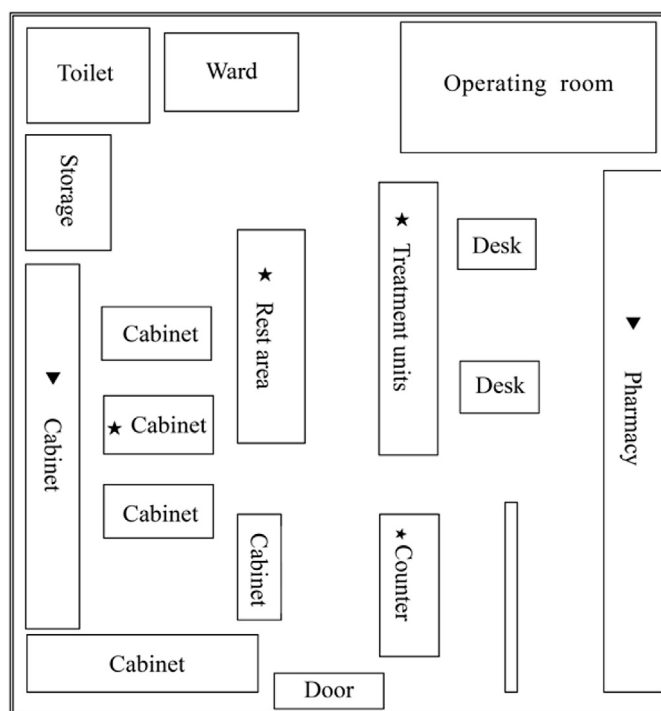 Toilet
Ward
Operating room
Storage
★ Treatment units
Desk
★ Rest area
▼ Cabinet
Cabinet
▼ Pharmacy
Desk
★ Cabinet
Cabinet
Cabinet
★ Counter
Cabinet
Door